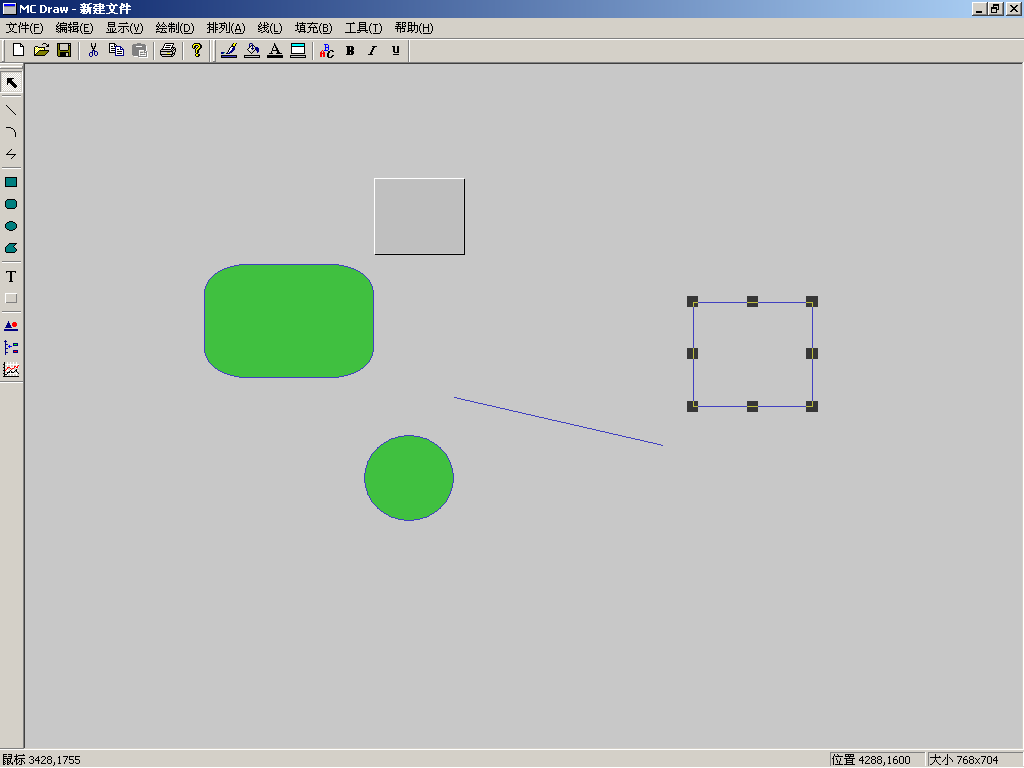 MC Draw - 新建文件
文件(F) 编辑(E) 显示(V) 绘制(D) 排列(A) 线(L) 填充(B) 工具(T) 帮助(H)
? A ABC B I U
T
鼠标 3428,1755 位置 4288,1600 大小 768x704